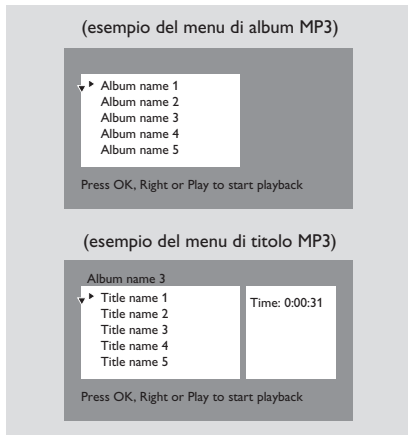 (esempio del menu di album MP3)
Album name 1
Album name 2
Album name 3
Album name 4
Album name 5
Press OK, Right or Play to start playback
(esempio del menu di titolo MP3)
Album name 3
Title name 1
Time: 0:00:31
Title name 2
Title name 3
Title name 4
Title name 5
Press OK, Right or Play to start playback